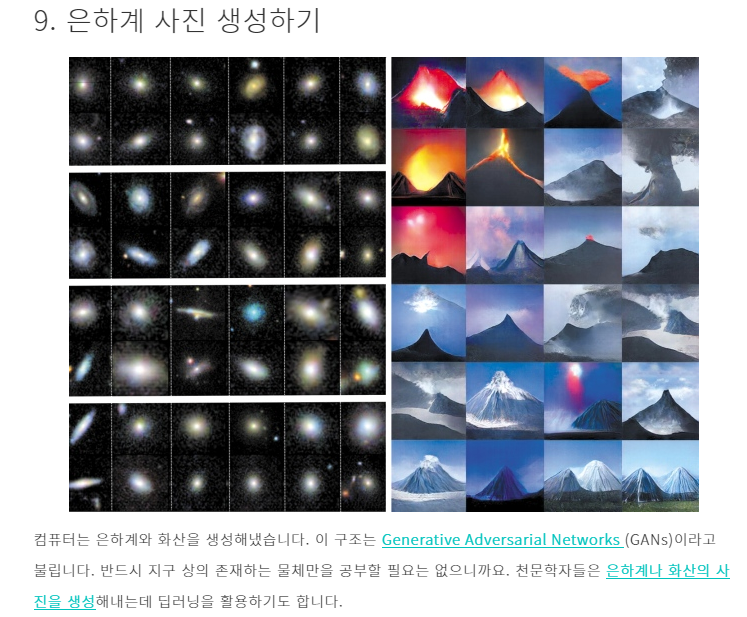 9. 은하계 사진 생성하기
컴퓨터는 은하계와 화산을 생성해냈습니다. 이 구조는 Generative Adversarial Networks (GANs)이라고
불립니다. 반드시 지구 상의 존재하는 물체만을 공부할 필요는 없으니까요. 천문학자들은 은하계나 화산의 사
진을 생성해내는데 딥러닝을 활용하기도 합니다.